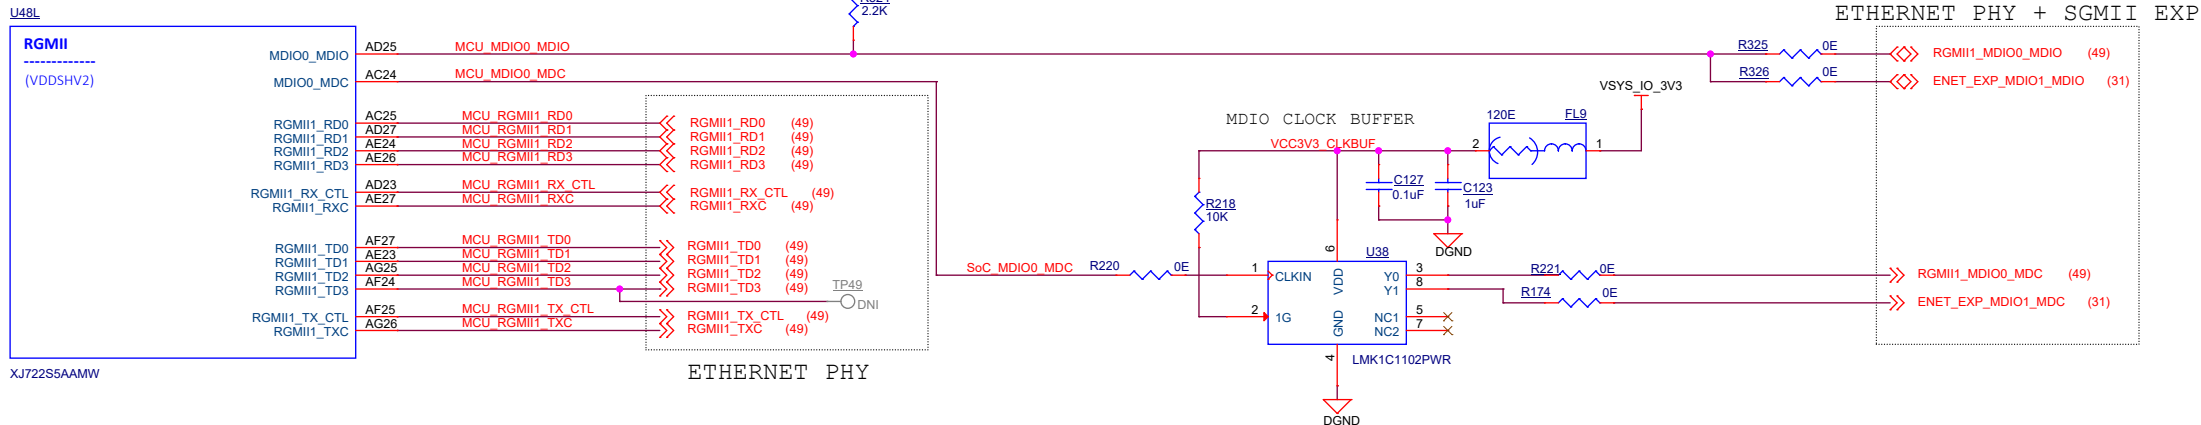 U48L
RGMII
-------------
(VDDSHV2)
MDIO0_MDIO AD25 MCU_MDIO0_MDIO
MDIO0_MDC AC24 MCU_MDIO0_MDC
RGMII1_RD0 AC25 MCU_RGMII1_RD0
RGMII1_RD1 AD27 MCU_RGMII1_RD1
RGMII1_RD2 AE24 MCU_RGMII1_RD2
RGMII1_RD3 AE26 MCU_RGMII1_RD3
RGMII1_RX_CTL AD23 MCU_RGMII1_RX_CTL
RGMII1_RXC AE27 MCU_RGMII1_RXC
RGMII1_TD0 AF27 MCU_RGMII1_TD0
RGMII1_TD1 AE23 MCU_RGMII1_TD1
RGMII1_TD2 AG25 MCU_RGMII1_TD2
RGMII1_TD3 AF24 MCU_RGMII1_TD3
RGMII1_TX_CTL AF25 MCU_RGMII1_TX_CTL
RGMII1_TXC AG26 MCU_RGMII1_TXC
XJ722S5AAMW
RGMII1_RD0 (49)
RGMII1_RD1 (49)
RGMII1_RD2 (49)
RGMII1_RD3 (49)
RGMII1_RX_CTL (49)
RGMII1_RXC (49)
RGMII1_TD0 (49)
RGMII1_TD1 (49)
RGMII1_TD2 (49)
RGMII1_TD3 (49)
RGMII1_TX_CTL (49)
RGMII1_TXC (49)
ETHERNET PHY
TP49
DNI
2.2K
SoC_MDIO0_MDC R220 0E
MDIO CLOCK BUFFER
VCC3V3_CLKBUF
R218
10K
C127
0.1uF
C123
1uF
DGND
120E FL9
2 1
VSYS_IO_3V3
U38
1 CLKIN
2 1G
6 VDD
4 GND
Y0 3
Y1 8
NC1 5
NC2 7
LMK1C1102PWR
DGND
R221 0E
R174 0E
R325 0E
R326 0E
ETHERNET PHY + SGMII EXP
RGMII1_MDIO0_MDIO (49)
ENET_EXP_MDIO1_MDIO (31)
RGMII1_MDIO0_MDC (49)
ENET_EXP_MDIO1_MDC (31)